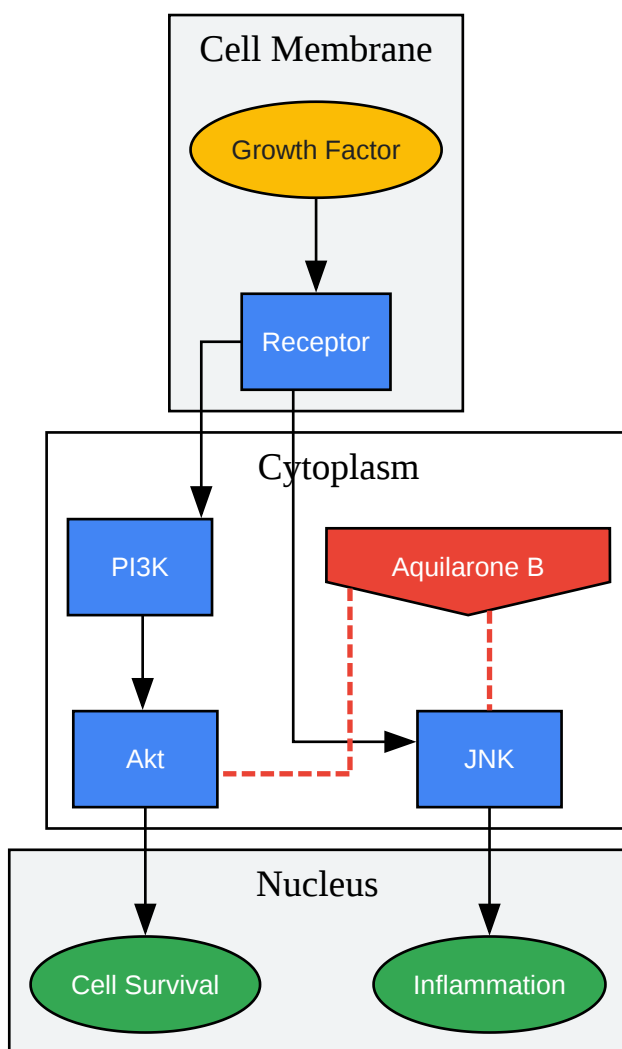 Cell Membrane
Growth Factor
Receptor
Cytoplasm
PI3K
Aquilarone B
Akt
JNK
Nucleus
Cell Survival
Inflammation